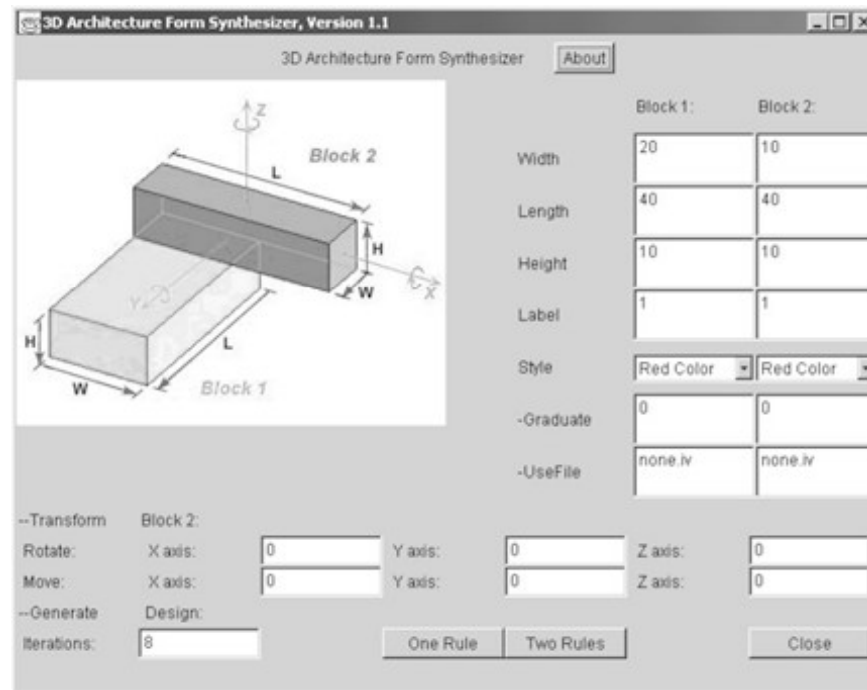 3D Architecture Form Synthesizer, Version 1.1
3D Architecture Form Synthesizer About
Block 1: Block 2:
Z
Block 2
L
H
W
X
Y
H
L
W
Block 1
Width 20 10
Length 40 40
Height 10 10
Label 1 1
Style Red Color Red Color
-Graduate 0 0
-UseFile none.iv none.iv
--Transform Block 2:
Rotate: X axis: 0 Y axis: 0 Z axis: 0
Move: X axis: 0 Y axis: 0 Z axis: 0
--Generate Design:
Iterations: 8 One Rule Two Rules Close